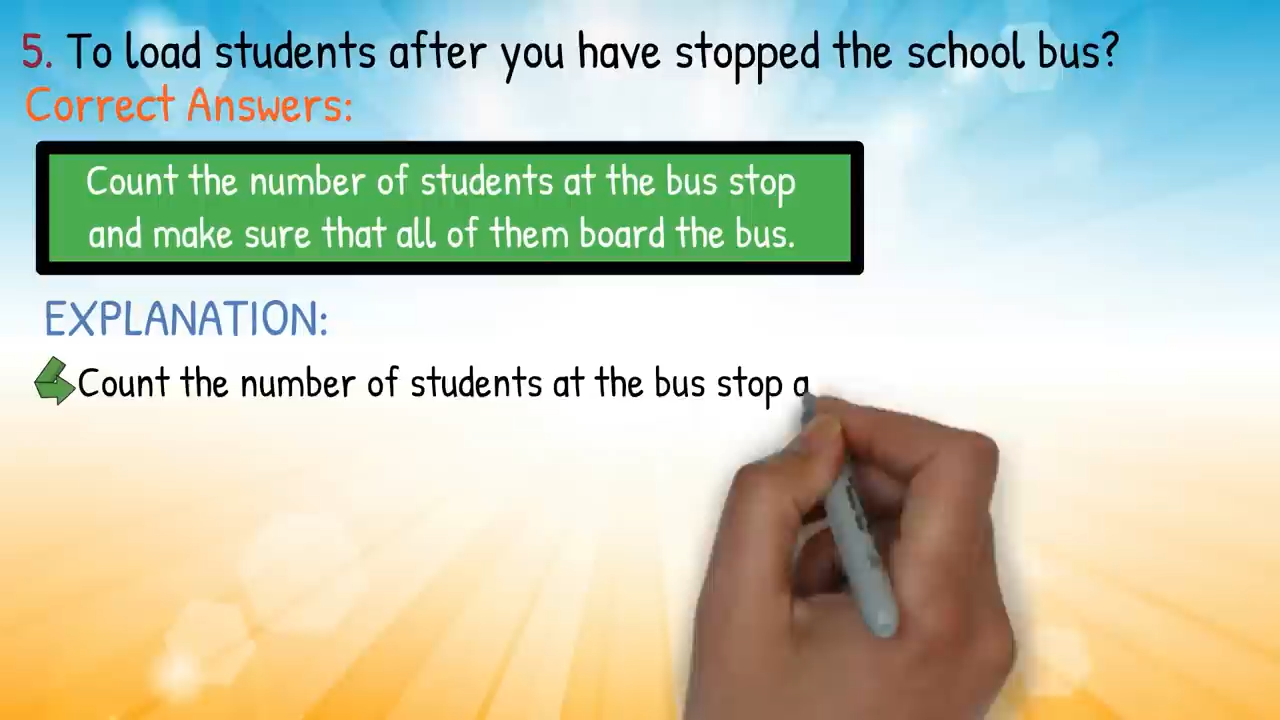 5. To load students after you have stopped the school bus?
Correct Answers:
Count the number of students at the bus stop
and make sure that all of them board the bus.
EXPLANATION:
Count the number of students at the bus stop a